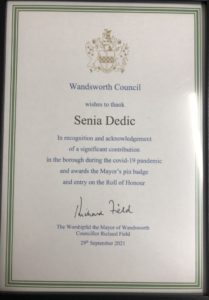 Wandsworth Council
wishes to thank
Senia Dedic
In recognition and acknowledgement
of a significant contribution
in the borough during the covid-19 pandemic
and awards the Mayor's pin badge
and entry on the Roll of Honour
Richard Field
The Worshipful the Mayor of Wandsworth
Councillor Richard Field
29th September 2021